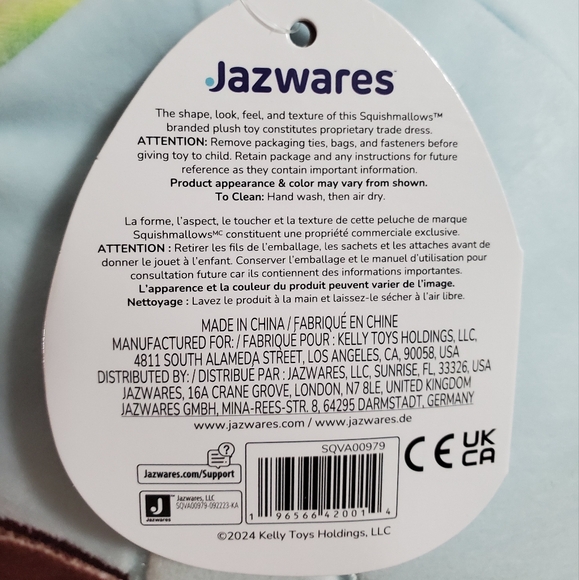 Jazwares™
The shape, look, feel, and texture of this Squishmallows™
branded plush toy constitutes proprietary trade dress.
ATTENTION: Remove packaging ties, bags, and fasteners before
giving toy to child. Retain package and any instructions for future
reference as they contain important information.
Product appearance & color may vary from shown.
To Clean: Hand wash, then air dry.
La forme, l'aspect, le toucher et la texture de cette peluche de marque
Squishmallowsᴹᶜ constituent une propriété commerciale exclusive.
ATTENTION : Retirer les fils de l'emballage, les sachets et les attaches avant de
donner le jouet à l'enfant. Conserver l'emballage et le manuel d'utilisation pour
consultation future car ils contiennent des informations importantes.
L'apparence et la couleur du produit peuvent varier de l'image.
Nettoyage : Lavez le produit à la main et laissez-le sécher à l'air libre.
MADE IN CHINA / FABRIQUÉ EN CHINE
MANUFACTURED FOR: / FABRIQUÉ POUR : KELLY TOYS HOLDINGS, LLC,
4811 SOUTH ALAMEDA STREET, LOS ANGELES, CA, 90058, USA
DISTRIBUTED BY: / DISTRIBUÉ PAR : JAZWARES, LLC. SUNRISE, FL, 33326, USA
JAZWARES, 16A CRANE GROVE, LONDON, N7 8LE, UNITED KINGDOM
JAZWARES GMBH, MINA-REES-STR. 8, 64295 DARMSTADT, GERMANY
www.jazwares.com / www.jazwares.de
?
Jazwares.com/Support
J
JAZWARES
Jazwares, LLC
SQVA00979-092223-KA
SQVA00979
1 96566 42001 4
CE UK
CA
©2024 Kelly Toys Holdings, LLC